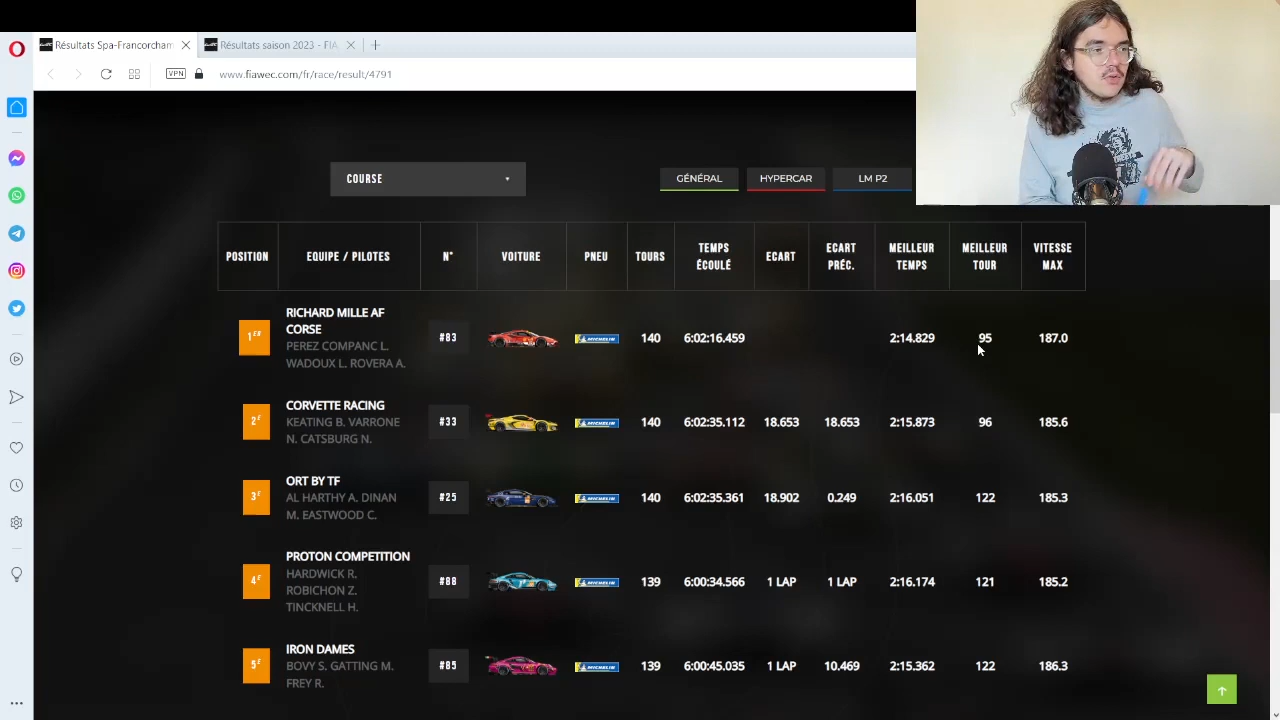 Résultats Spa-Francorcham
Résultats saison 2023 - FIA
VPN
www.fiawec.com/fr/race/result/4791
COURSE
GÉNÉRAL
HYPERCAR
LM P2
POSITION
EQUIPE / PILOTES
N°
VOITURE
PNEU
TOURS
TEMPS
ÉCOULÉ
ECART
ECART
PRÉC.
MEILLEUR
TEMPS
MEILLEUR
TOUR
VITESSE
MAX
1ER
RICHARD MILLE AF
CORSE
PEREZ COMPANC L.
WADOUX L. ROVERA A.
#83
MICHELIN
140
6:02:16.459
2:14.829
95
187.0
2E
CORVETTE RACING
KEATING B. VARRONE
N. CATSBURG N.
#33
MICHELIN
140
6:02:35.112
18.653
18.653
2:15.873
96
185.6
3E
ORT BY TF
AL HARTHY A. DINAN
M. EASTWOOD C.
#25
MICHELIN
140
6:02:35.361
18.902
0.249
2:16.051
122
185.3
4E
PROTON COMPETITION
HARDWICK R.
ROBICHON Z.
TINCKNELL H.
#88
MICHELIN
139
6:00:34.566
1 LAP
1 LAP
2:16.174
121
185.2
5E
IRON DAMES
BOVY S. GATTING M.
FREY R.
#85
MICHELIN
139
6:00:45.035
1 LAP
10.469
2:15.362
122
186.3